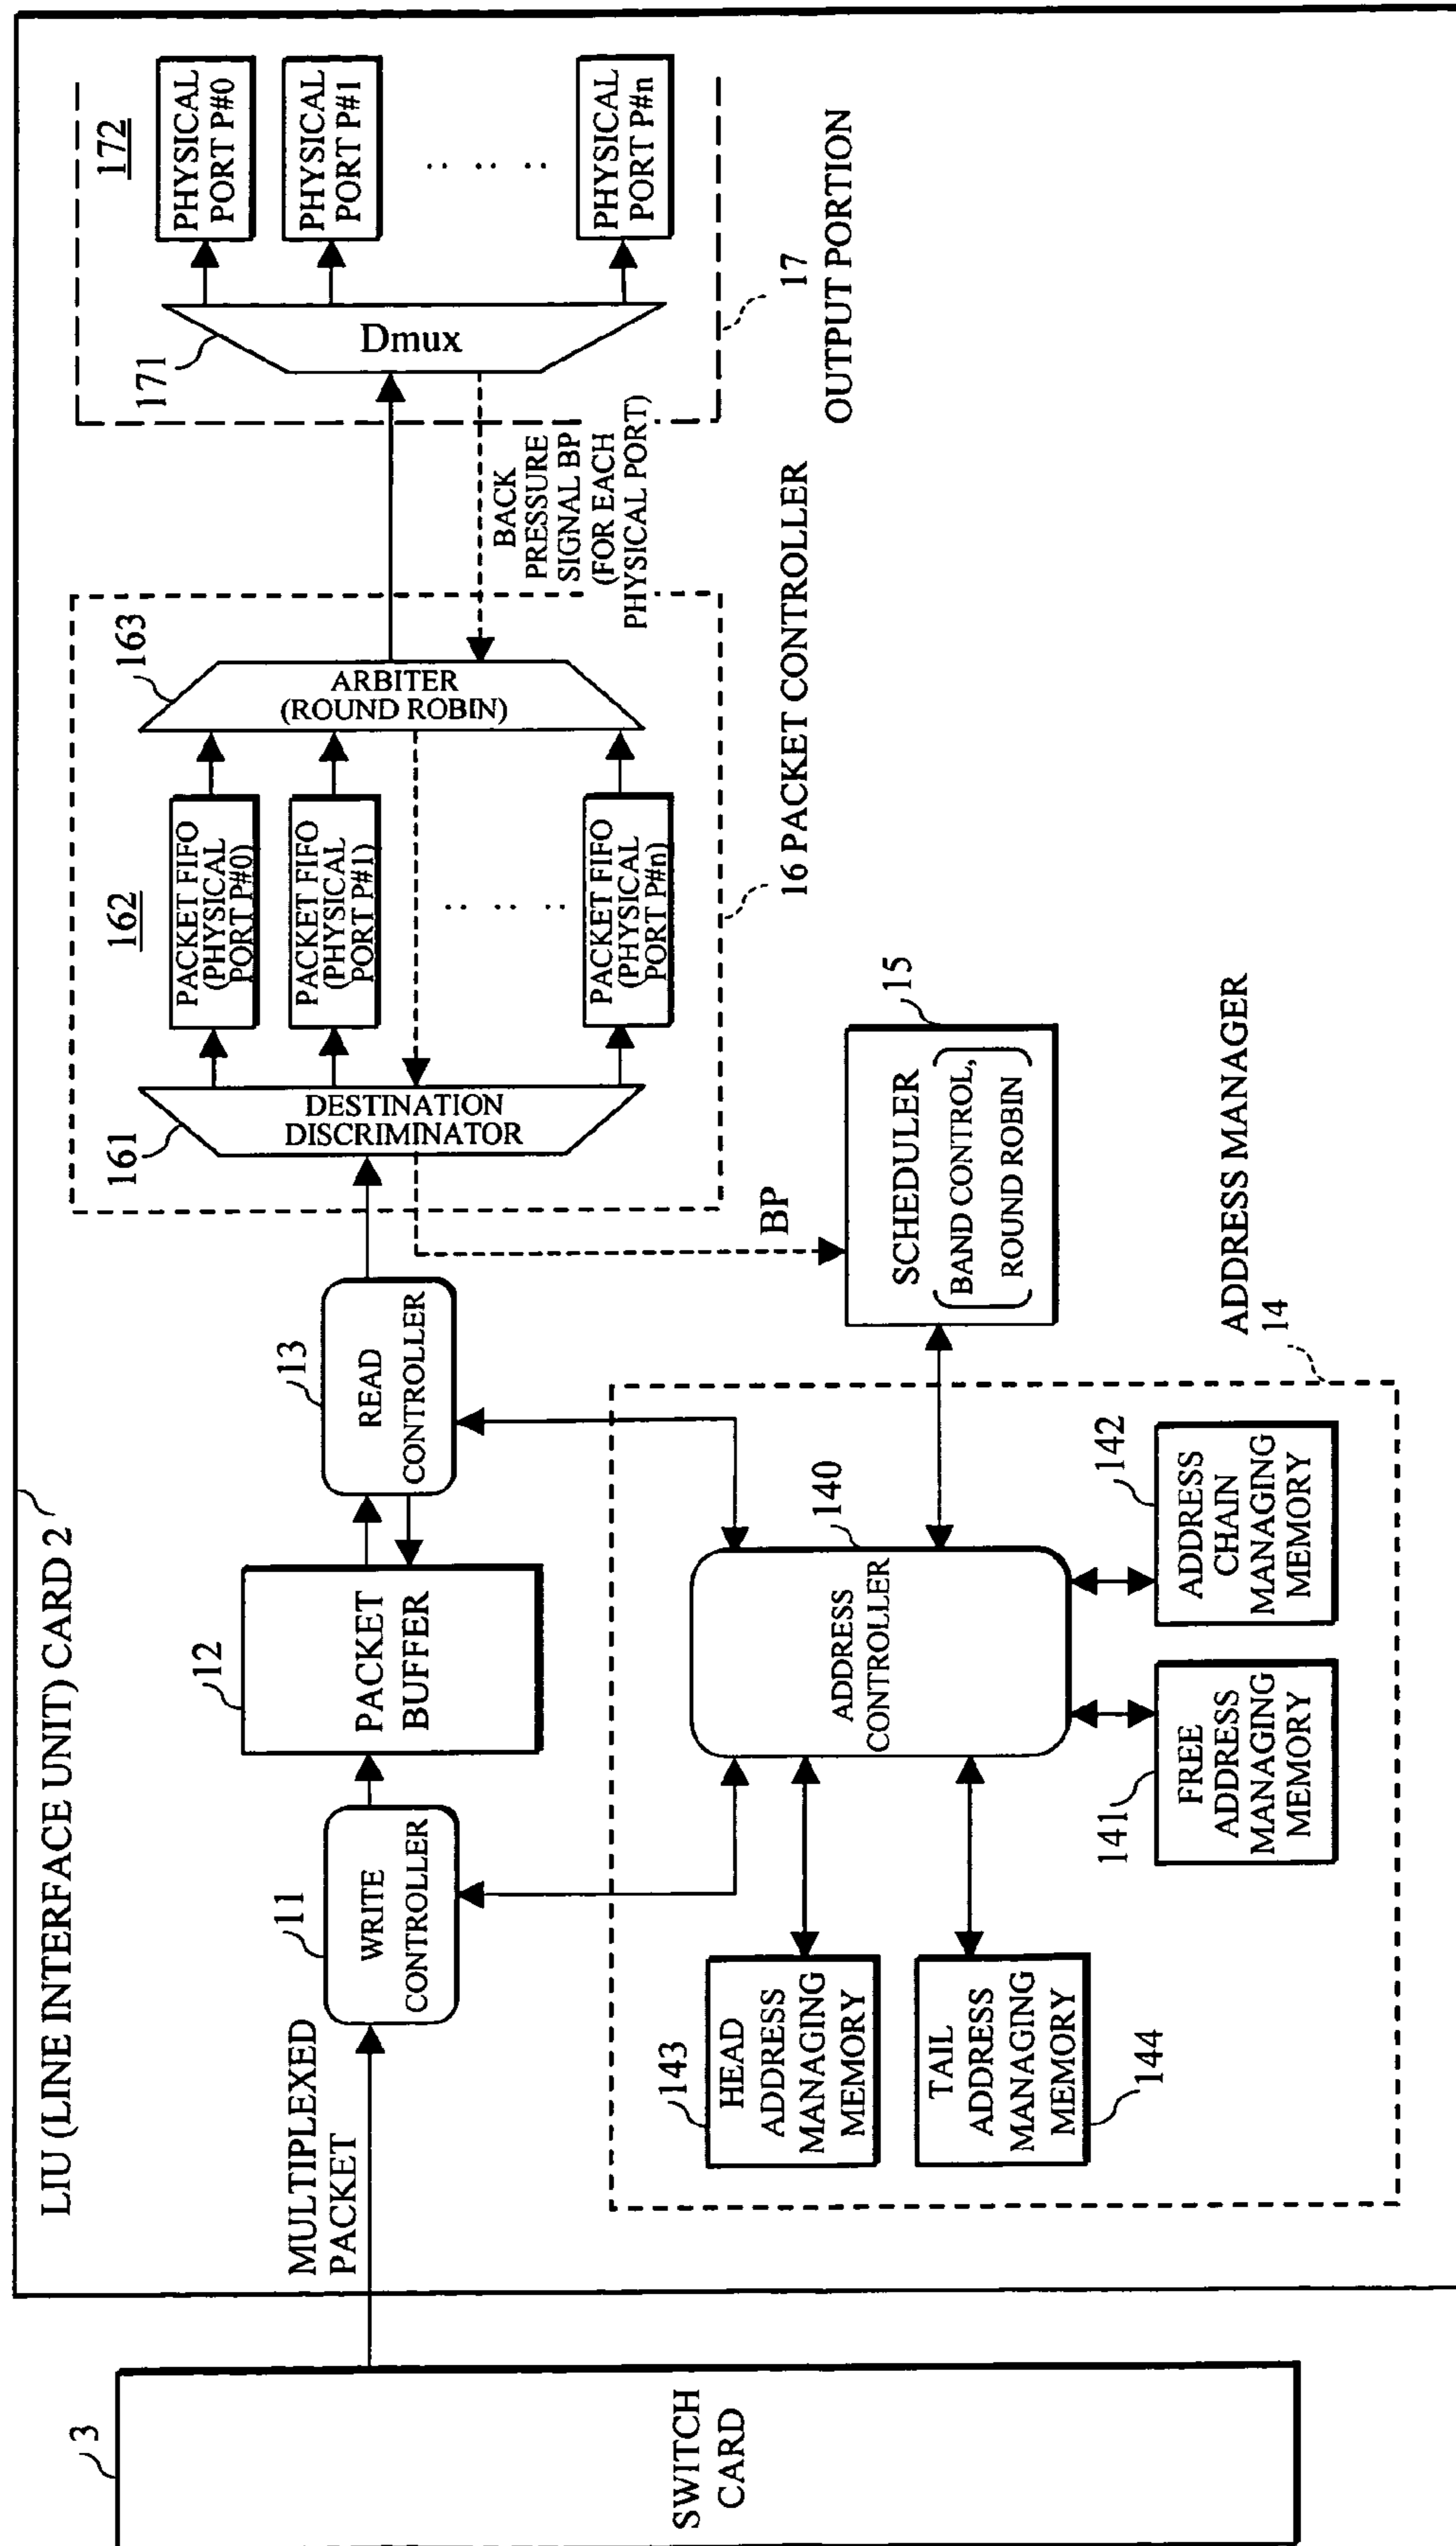 LIU (LINE INTERFACE UNIT) CARD 2
3
SWITCH
CARD
MULTIPLEXED
PACKET
11
WRITE
CONTROLLER
12
PACKET
BUFFER
13
READ
CONTROLLER
143
HEAD
ADDRESS
MANAGING
MEMORY
TAIL
ADDRESS
MANAGING
MEMORY
144
140
ADDRESS
CONTROLLER
141
FREE
ADDRESS
MANAGING
MEMORY
142
ADDRESS
CHAIN
MANAGING
MEMORY
ADDRESS MANAGER
14
15
SCHEDULER
BAND CONTROL,
ROUND ROBIN
BP
161
DESTINATION
DISCRIMINATOR
162
PACKET FIFO
(PHYSICAL
PORT P#0)
PACKET FIFO
(PHYSICAL
PORT P#1)
PACKET FIFO
(PHYSICAL
PORT P#n)
163
ARBITER
(ROUND ROBIN)
16 PACKET CONTROLLER
BACK
PRESSURE
SIGNAL BP
(FOR EACH
PHYSICAL PORT)
171
Dmux
172
PHYSICAL
PORT P#0
PHYSICAL
PORT P#1
PHYSICAL
PORT P#n
17
OUTPUT PORTION